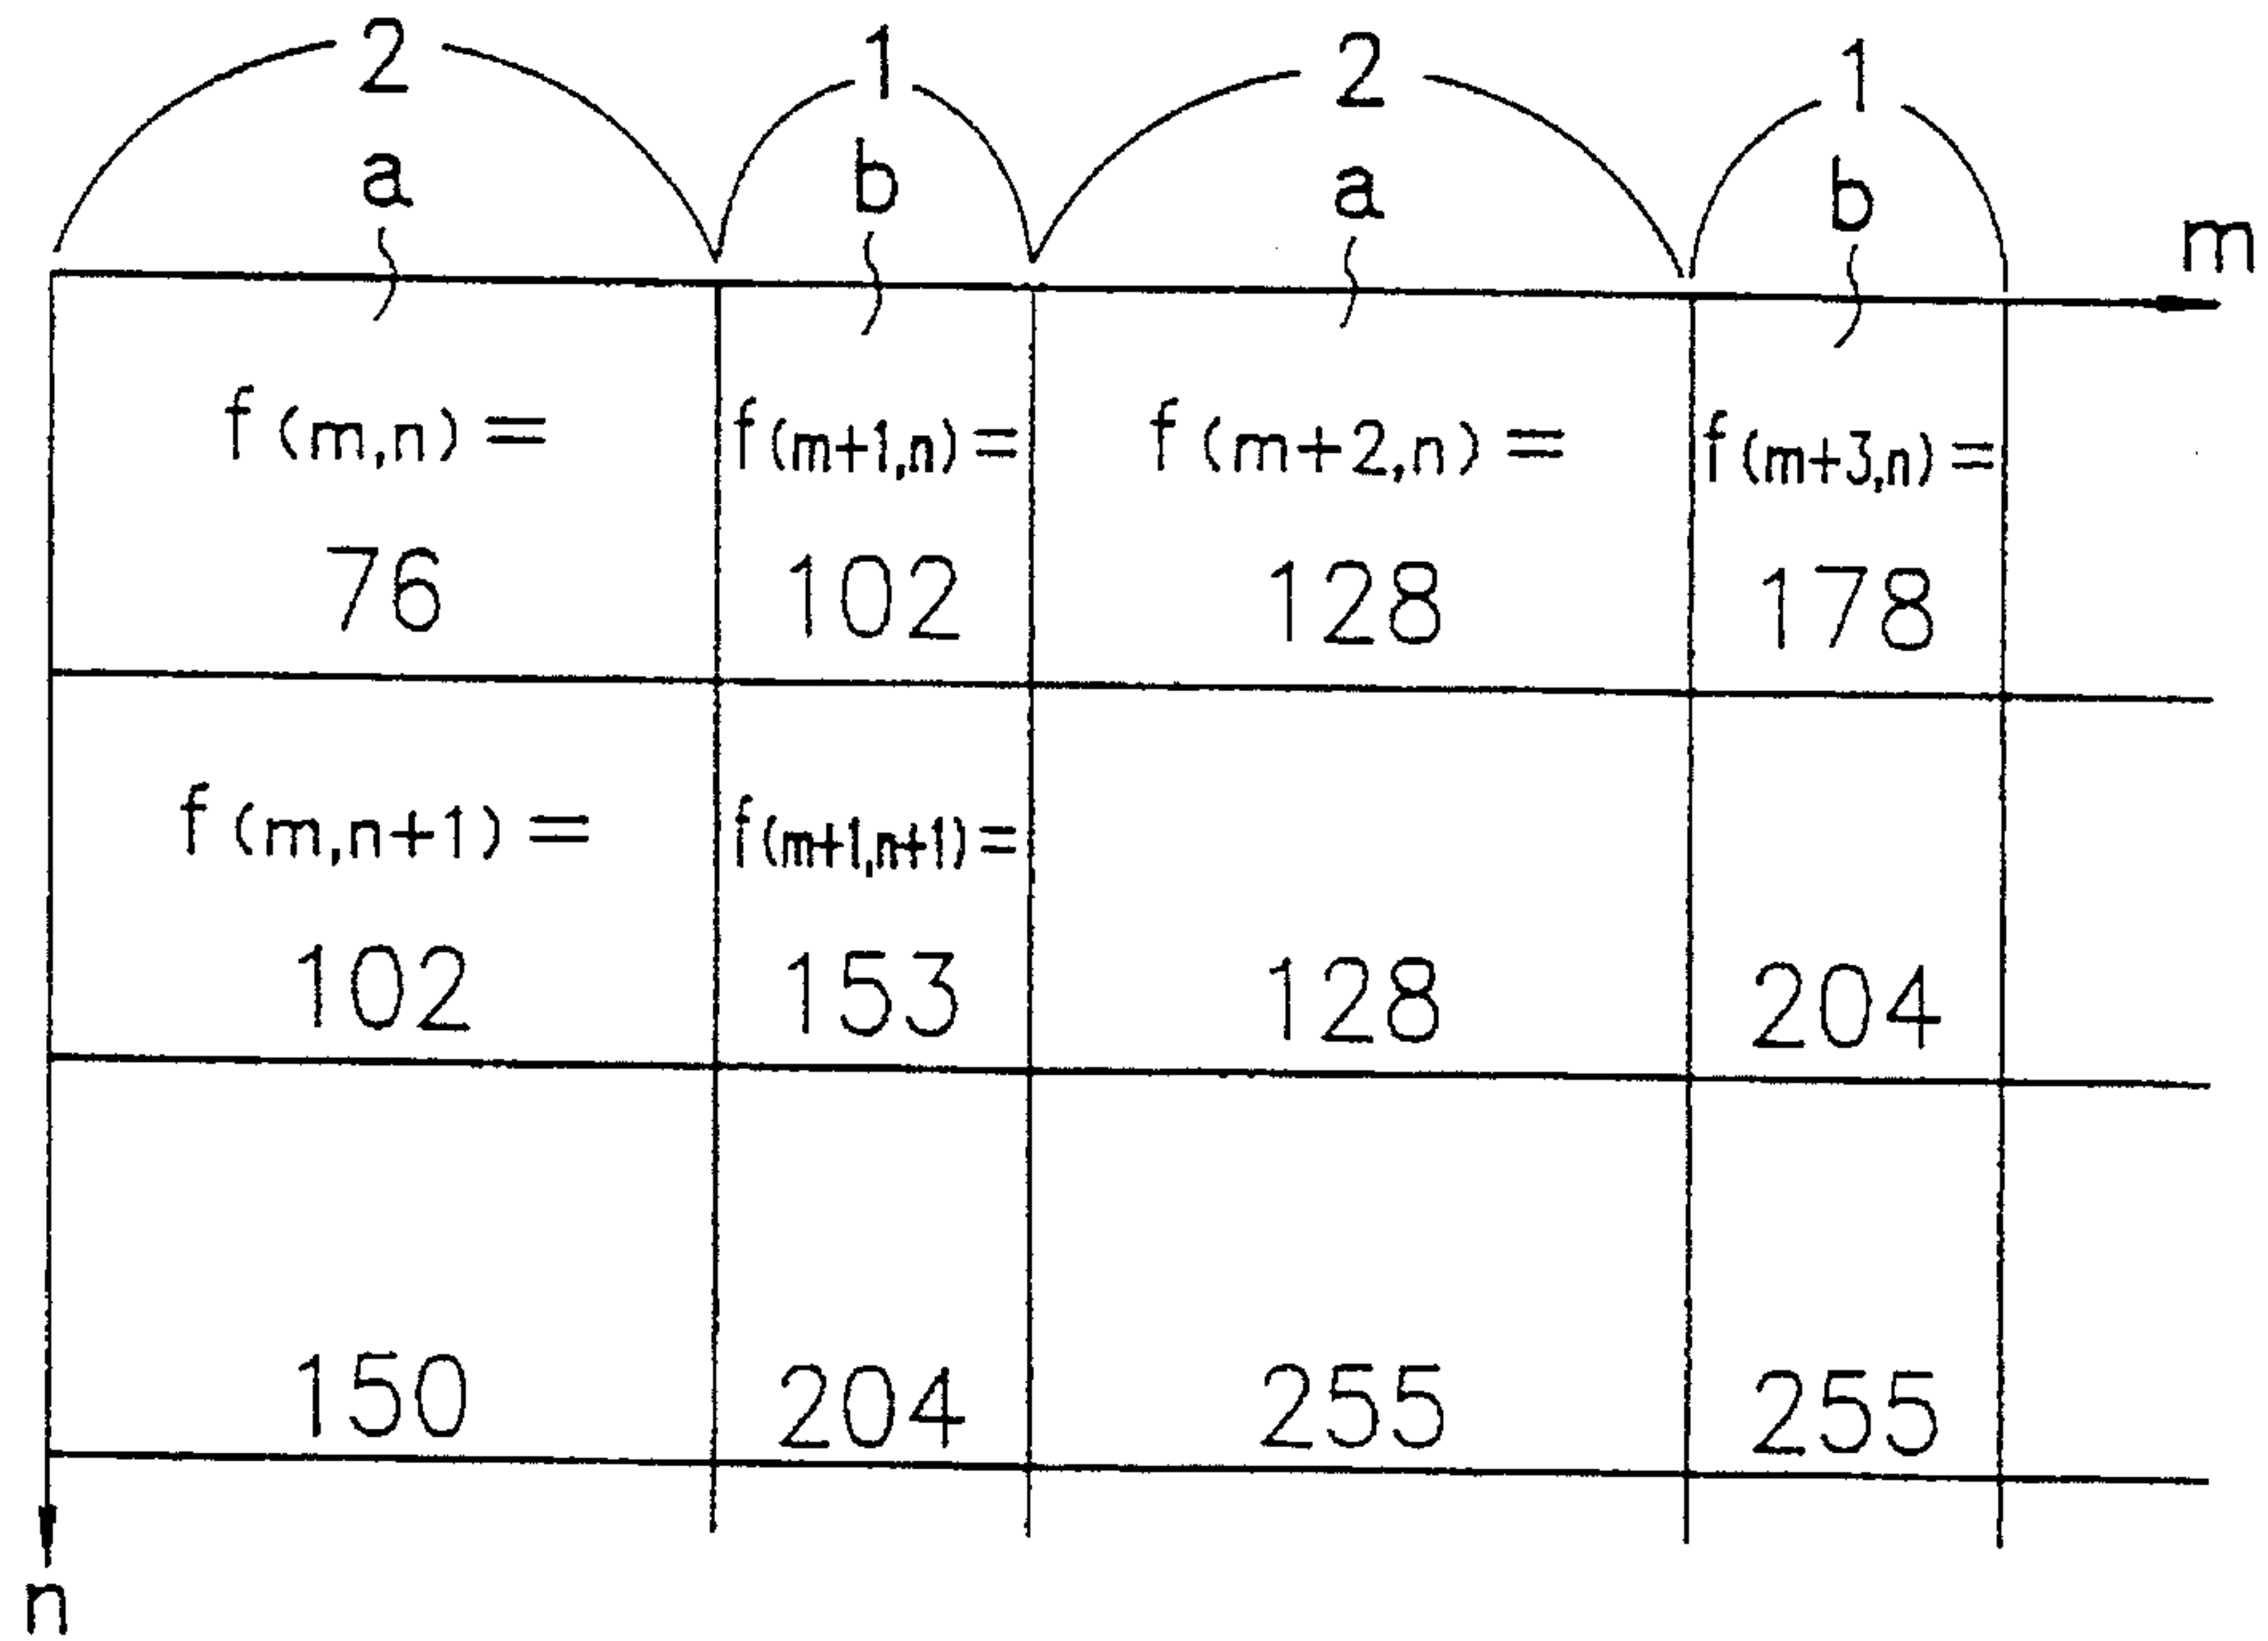 2 1 2 1
a b a b
m
f(m,n)= f(m+1,n)= f(m+2,n)= f(m+3,n)=
76 102 128 178
f(m,n+1)= f(m+1,n+1)=
102 153 128 204
150 204 255 255
n